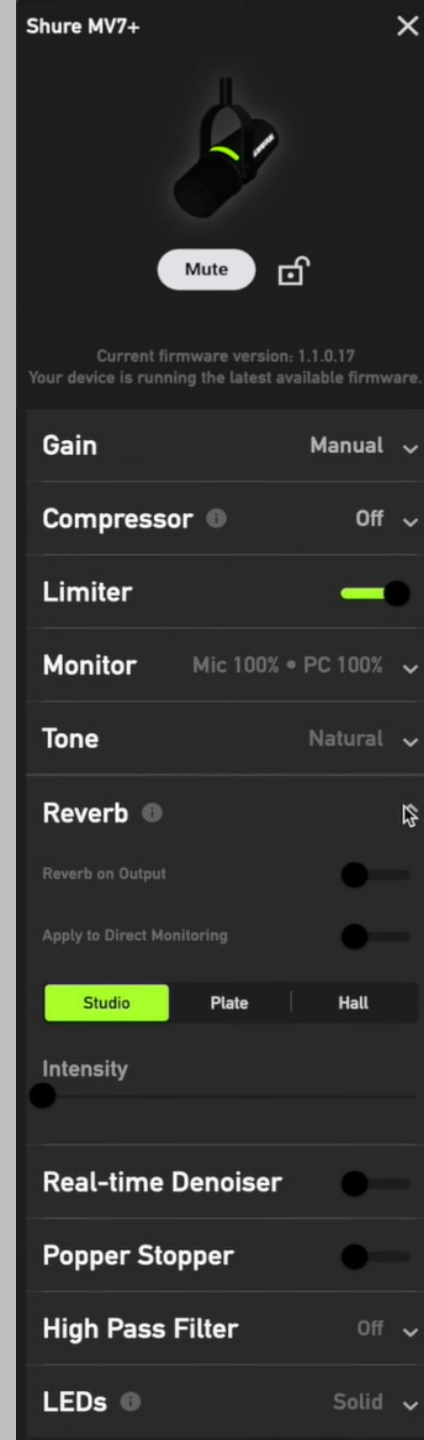 Shure MV7+
SHURE
Mute
Current firmware version: 1.1.0.17
Your device is running the latest available firmware.
Gain Manual
Compressor Off
Limiter
Monitor Mic 100% • PC 100%
Tone Natural
Reverb
Reverb on Output
Apply to Direct Monitoring
Studio Plate Hall
Intensity
Real-time Denoiser
Popper Stopper
High Pass Filter Off
LEDs Solid